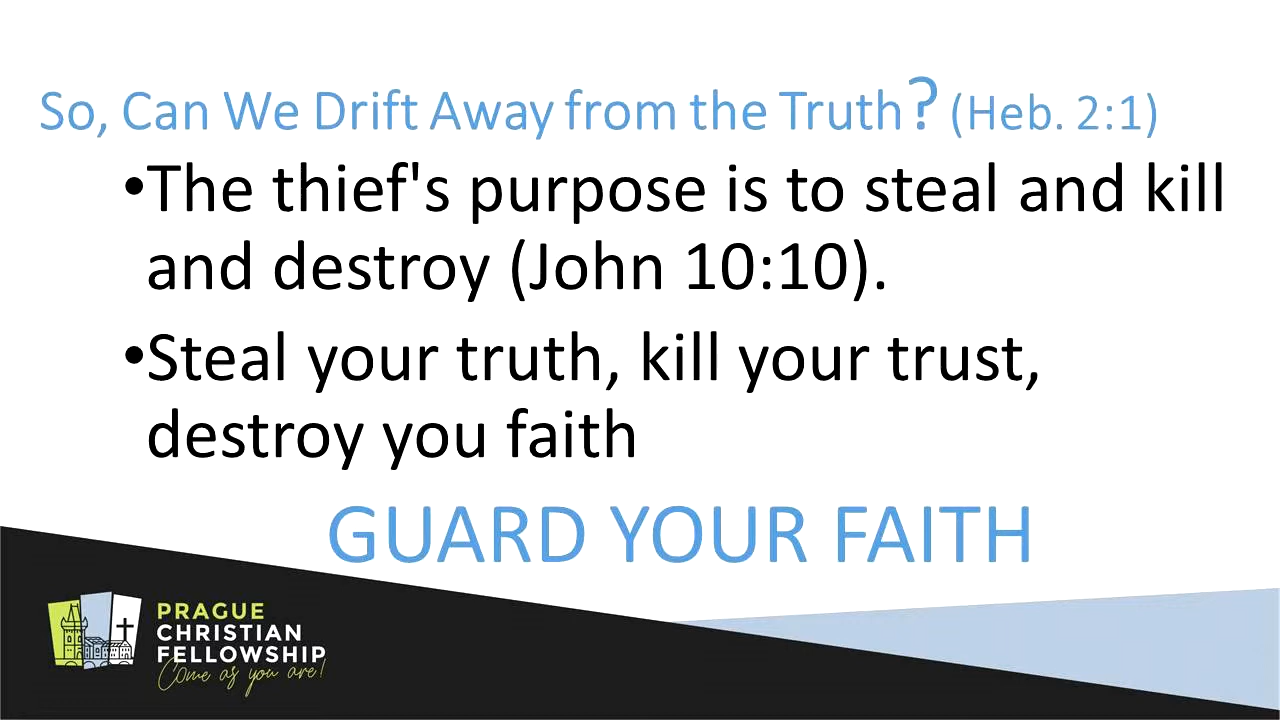 So, Can We Drift Away from the Truth? (Heb. 2:1)
•The thief's purpose is to steal and kill
and destroy (John 10:10).
•Steal your truth, kill your trust,
destroy you faith
GUARD YOUR FAITH
PRAGUE
CHRISTIAN
FELLOWSHIP
Come as you are!